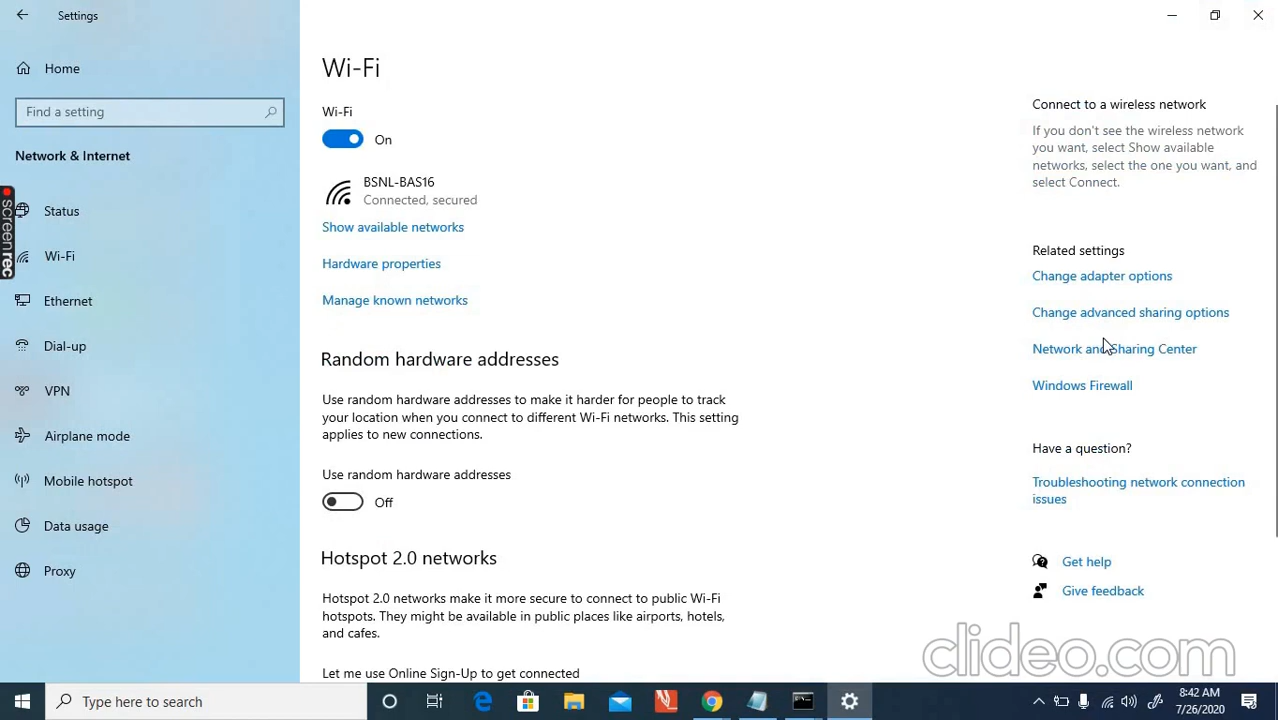 Settings
Home
Find a setting
Network & Internet
Status
Wi-Fi
Ethernet
Dial-up
VPN
Airplane mode
Mobile hotspot
Data usage
Proxy
screenrec
Wi-Fi
Wi-Fi
On
BSNL-BAS16
Connected, secured
Show available networks
Hardware properties
Manage known networks
Random hardware addresses
Use random hardware addresses to make it harder for people to track
your location when you connect to different Wi-Fi networks. This setting
applies to new connections.
Use random hardware addresses
Off
Hotspot 2.0 networks
Hotspot 2.0 networks make it more secure to connect to public Wi-Fi
hotspots. They might be available in public places like airports, hotels,
and cafes.
Let me use Online Sign-Up to get connected
Connect to a wireless network
If you don't see the wireless network
you want, select Show available
networks, select the one you want, and
select Connect.
Related settings
Change adapter options
Change advanced sharing options
Network and Sharing Center
Windows Firewall
Have a question?
Troubleshooting network connection
issues
Get help
Give feedback
clideo.com
Type here to search
8:42 AM
7/26/2020